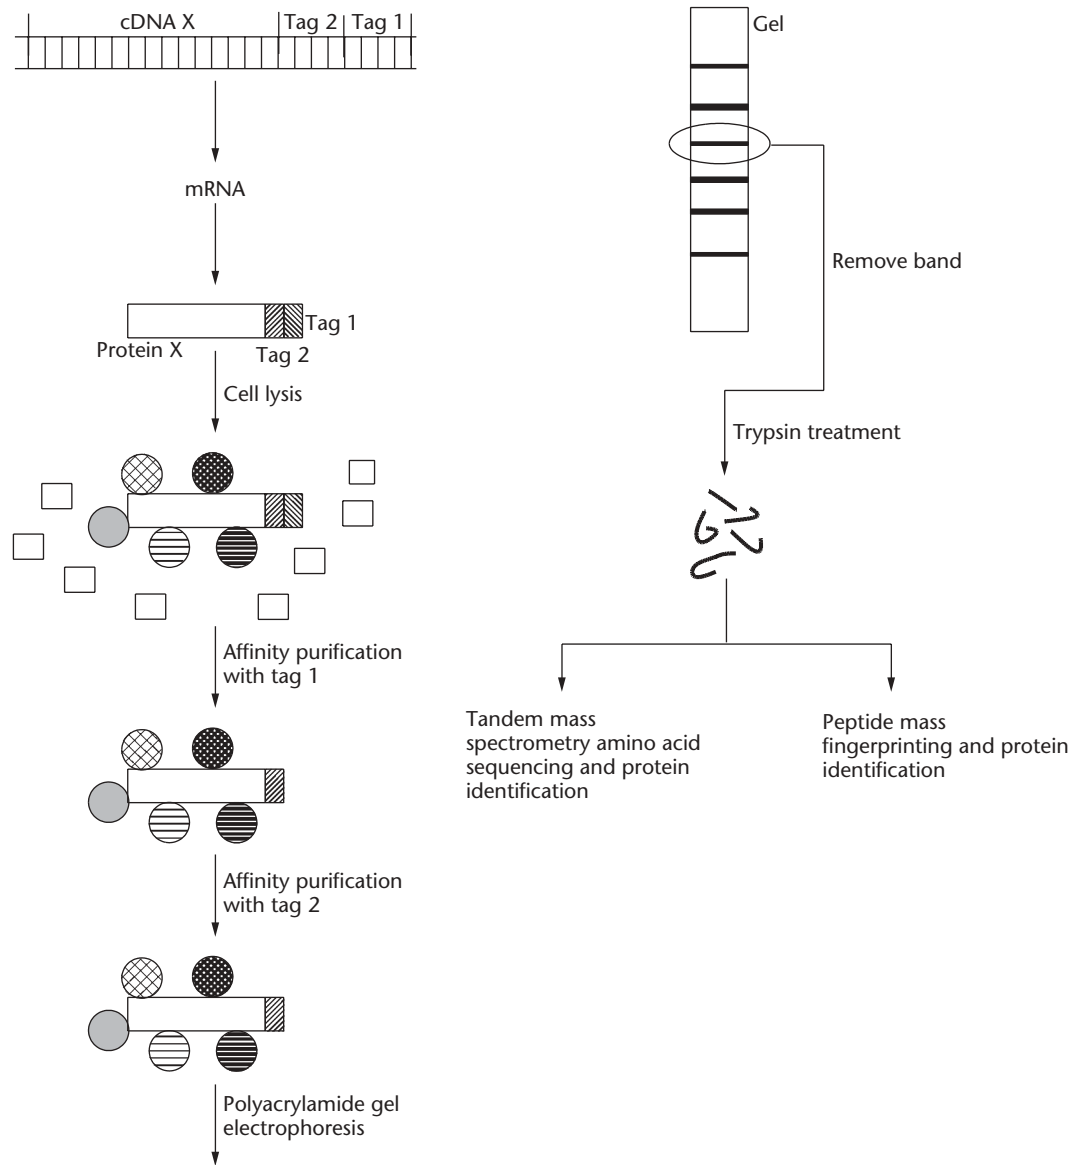 cDNA X
Tag 2
Tag 1
mRNA
Tag 1
Protein X
Tag 2
Cell lysis
Affinity purification
with tag 1
Affinity purification
with tag 2
Polyacrylamide gel
electrophoresis
Gel
Remove band
Trypsin treatment
Tandem mass
spectrometry amino acid
sequencing and protein
identification
Peptide mass
fingerprinting and protein
identification